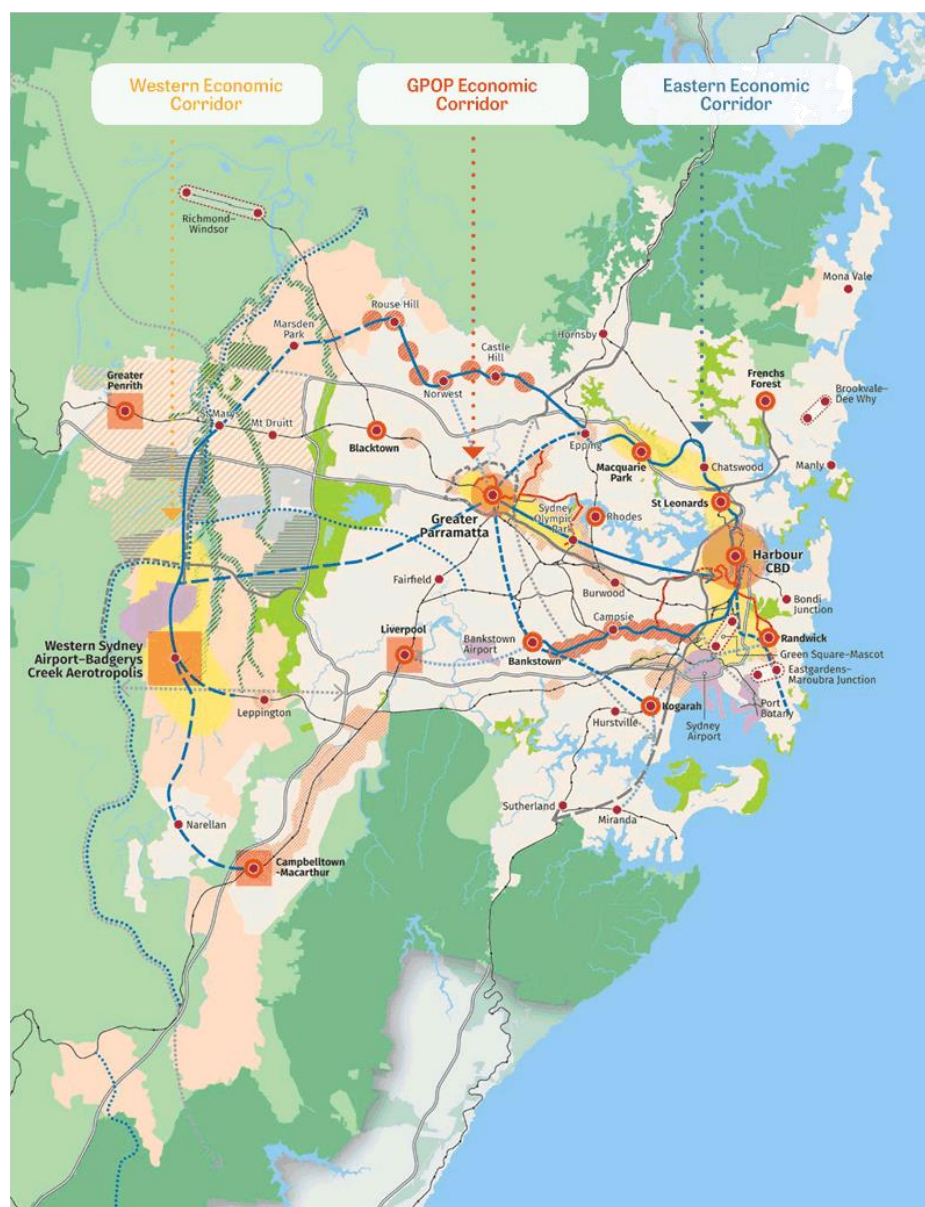 Western Economic
Corridor
GPOP Economic
Corridor
Eastern Economic
Corridor
Richmond–
Windsor
Mona Vale
Rouse Hill
Marsden
Park
Hornsby
Castle
Hill
Greater
Penrith
Norwest
Frenchs
Forest
Brookvale–
Dee Why
St Marys
Mt Druitt
Blacktown
Epping
Macquarie
Park
Chatswood
Manly
St Leonards
Greater
Parramatta
Sydney
Olympic
Park
Rhodes
Harbour
CBD
Fairfield
Burwood
Bondi
Junction
Liverpool
Bankstown
Airport
Campsie
Bankstown
Randwick
Western Sydney
Airport–Badgerys
Creek Aerotropolis
Green Square–Mascot
Eastgardens–
Maroubra Junction
Leppington
Kogarah
Port
Botany
Hurstville
Sydney
Airport
Sutherland
Miranda
Narellan
Campbelltown
-Macarthur